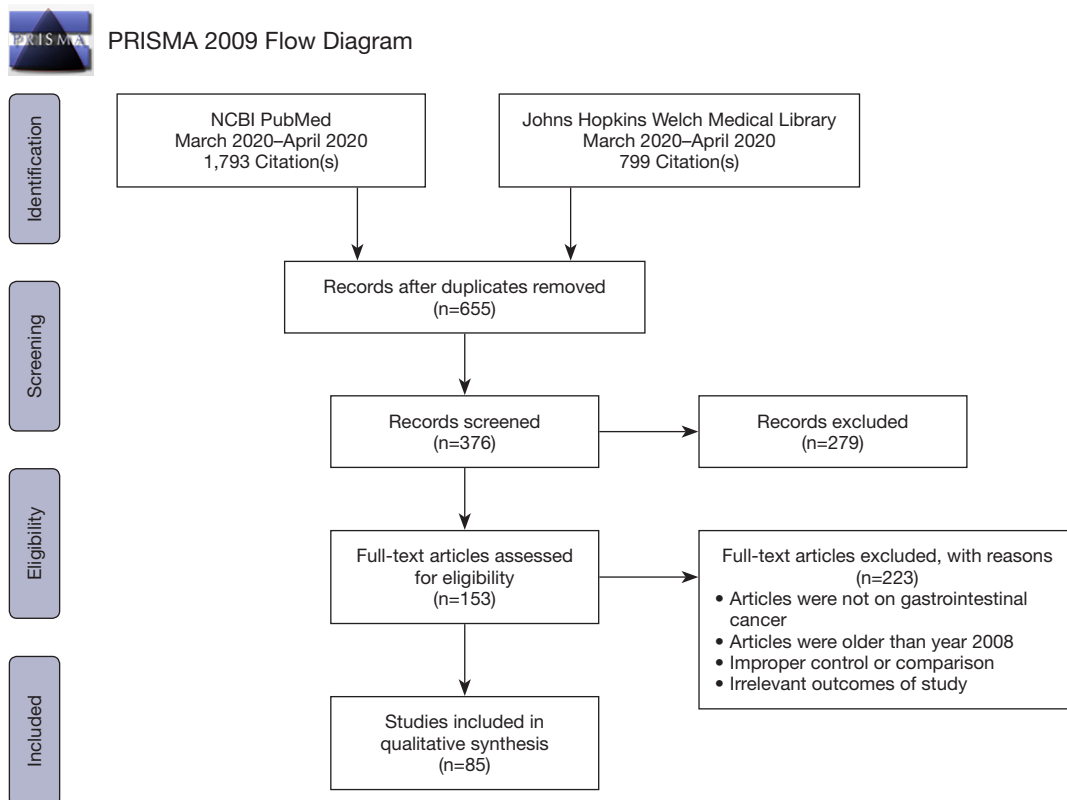 PRISMA
PRISMA 2009 Flow Diagram
Identification
NCBI PubMed
March 2020–April 2020
1,793 Citation(s)
Johns Hopkins Welch Medical Library
March 2020–April 2020
799 Citation(s)
Records after duplicates removed
(n=655)
Screening
Records screened
(n=376)
Records excluded
(n=279)
Eligibility
Full-text articles assessed
for eligibility
(n=153)
Full-text articles excluded, with reasons
(n=223)
• Articles were not on gastrointestinal
cancer
• Articles were older than year 2008
• Improper control or comparison
• Irrelevant outcomes of study
Included
Studies included in
qualitative synthesis
(n=85)